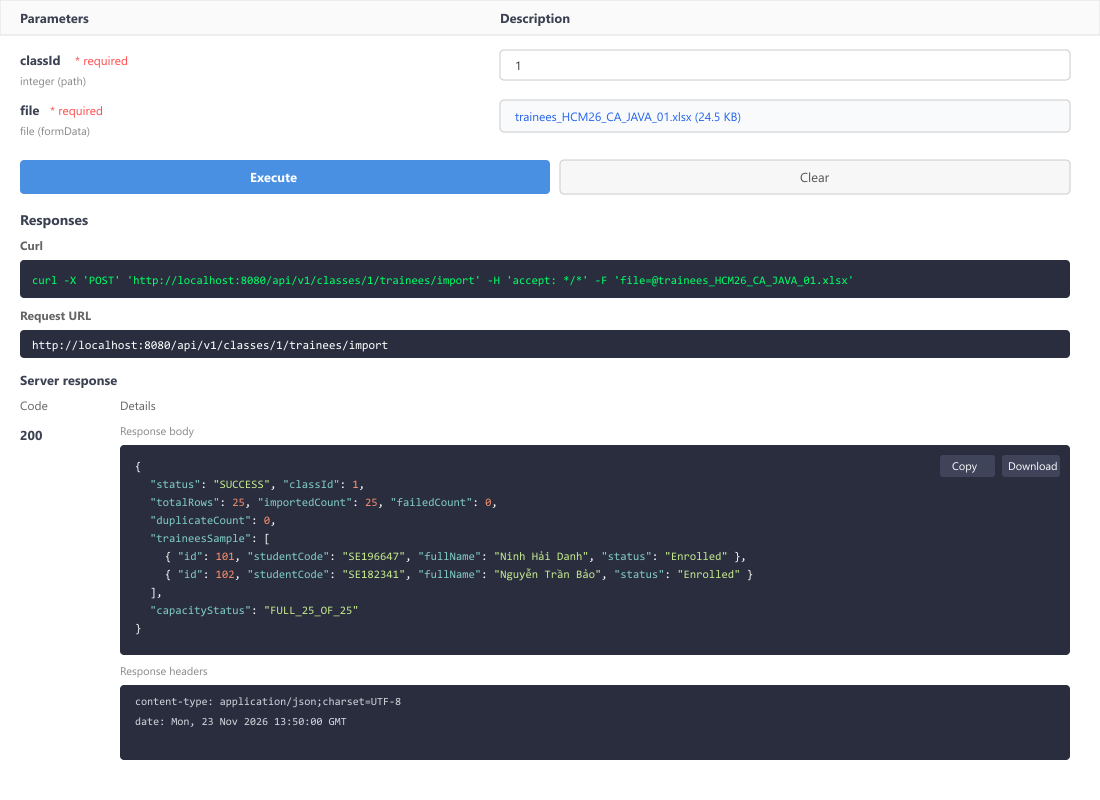 Parameters Description
classId * required
integer (path)
1
file * required
file (formData)
trainees_HCM26_CA_JAVA_01.xlsx (24.5 KB)
Execute Clear
Responses
Curl
curl -X 'POST' 'http://localhost:8080/api/v1/classes/1/trainees/import' -H 'accept: */*' -F 'file=@trainees_HCM26_CA_JAVA_01.xlsx'
Request URL
http://localhost:8080/api/v1/classes/1/trainees/import
Server response
Code Details
200
Response body
Copy Download
{
"status": "SUCCESS", "classId": 1,
"totalRows": 25, "importedCount": 25, "failedCount": 0,
"duplicateCount": 0,
"traineesSample": [
{ "id": 101, "studentCode": "SE196647", "fullName": "Ninh Hải Danh", "status": "Enrolled" },
{ "id": 102, "studentCode": "SE182341", "fullName": "Nguyễn Trần Bảo", "status": "Enrolled" }
],
"capacityStatus": "FULL_25_OF_25"
}
Response headers
content-type: application/json;charset=UTF-8
date: Mon, 23 Nov 2026 13:50:00 GMT